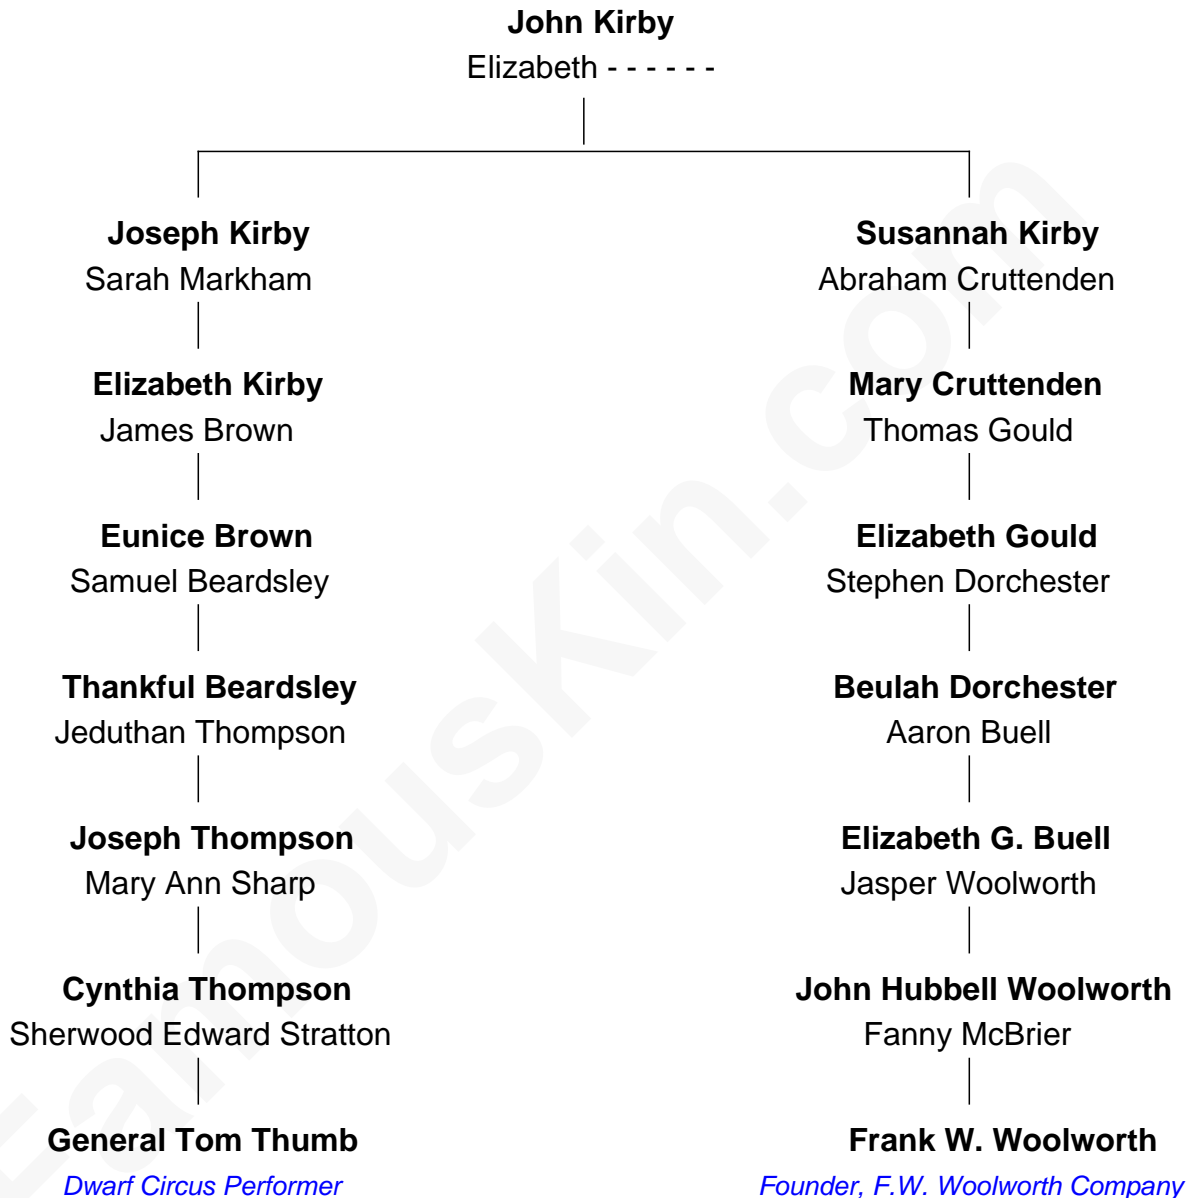 John Kirby
Elizabeth - - - - - -
Joseph Kirby
Sarah Markham
Susannah Kirby
Abraham Cruttenden
Elizabeth Kirby
James Brown
Mary Cruttenden
Thomas Gould
Eunice Brown
Samuel Beardsley
Elizabeth Gould
Stephen Dorchester
Thankful Beardsley
Jeduthan Thompson
Beulah Dorchester
Aaron Buell
Joseph Thompson
Mary Ann Sharp
Elizabeth G. Buell
Jasper Woolworth
Cynthia Thompson
Sherwood Edward Stratton
John Hubbell Woolworth
Fanny McBrier
General Tom Thumb
Dwarf Circus Performer
Frank W. Woolworth
Founder, F.W. Woolworth Company
FamousKin.com